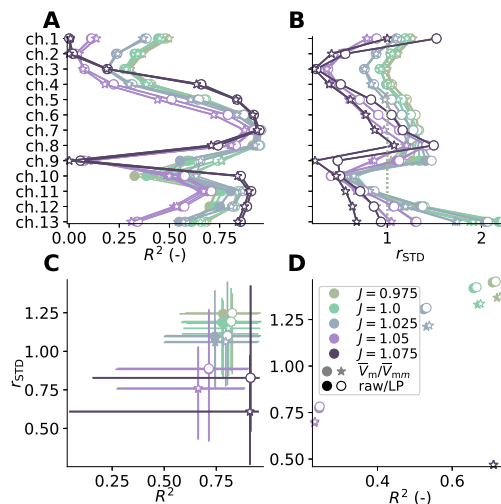 A
B
ch.1
ch.2
ch.3
ch.4
ch.5
ch.6
ch.7
ch.8
ch.9
ch.10
ch.11
ch.12
ch.13
0.00 0.25 0.50 0.75
R² (-)
1 2
r_STD
C
D
1.25
1.00
0.75
0.50
r_STD
0.25 0.50 0.75
R²
J = 0.975
J = 1.0
J = 1.025
J = 1.05
J = 1.075
V̅_m/V̅_mm
raw/LP
1.25
1.00
0.75
0.50
0.4 0.6
R²